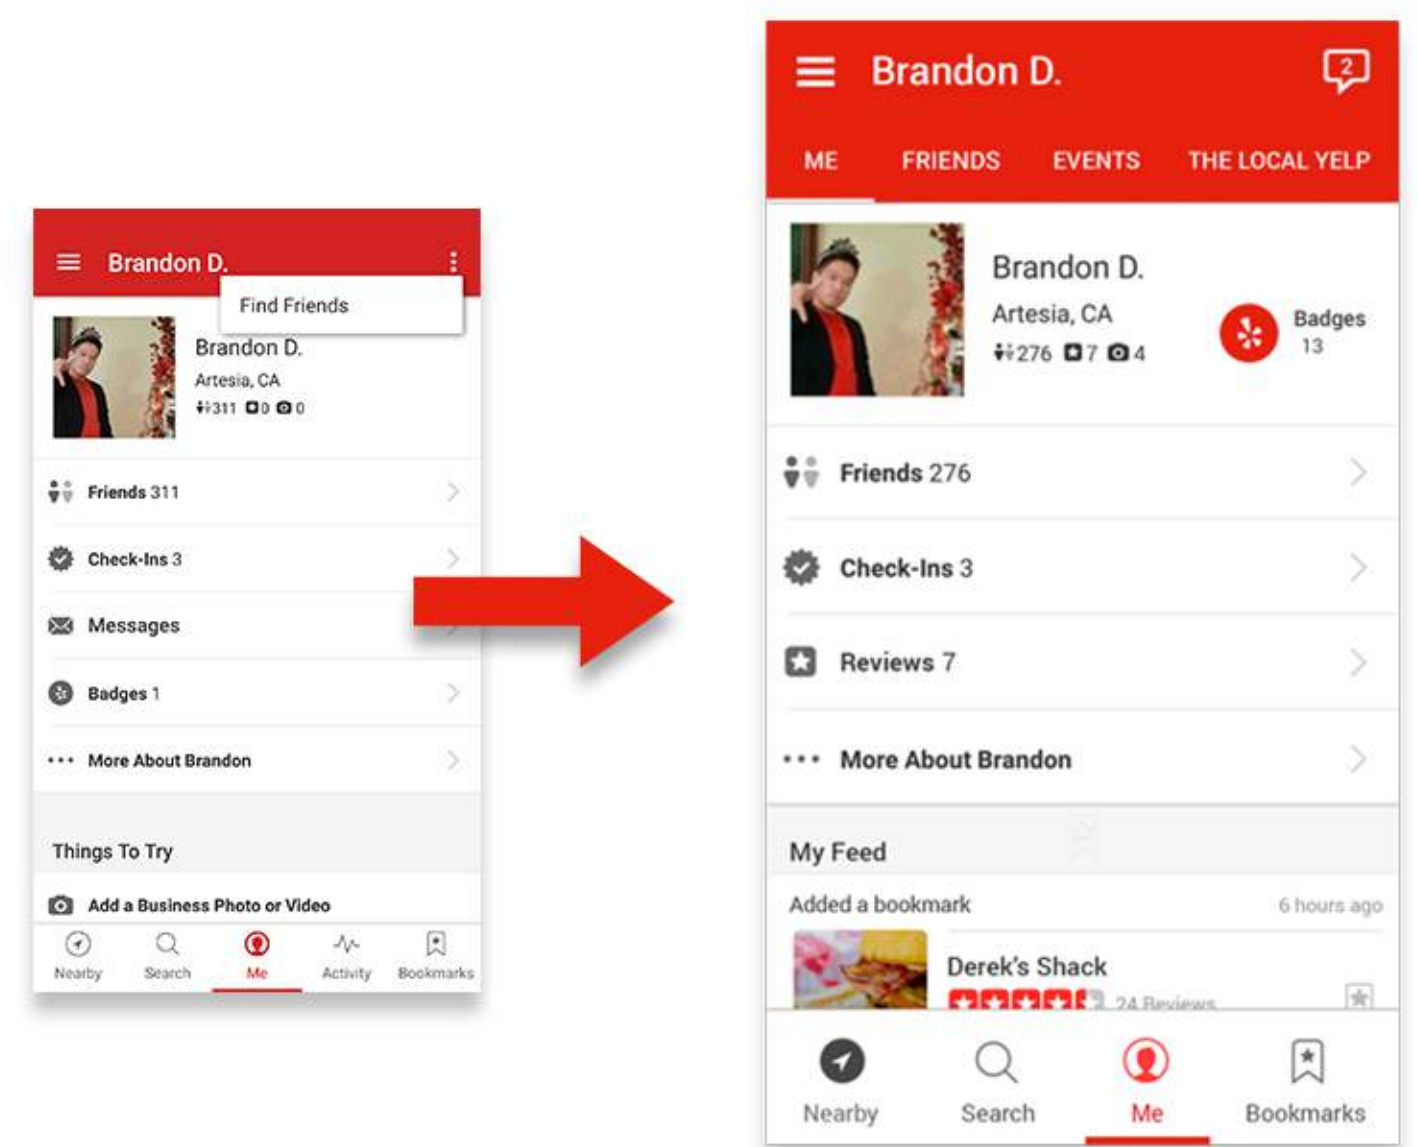 Brandon D.
Find Friends
Brandon D.
Artesia, CA
311 0 0
Friends 311
Check-Ins 3
Messages
Badges 1
More About Brandon
Things To Try
Add a Business Photo or Video
Nearby Search Me Activity Bookmarks
Brandon D. 2
ME FRIENDS EVENTS THE LOCAL YELP
Brandon D.
Artesia, CA
276 7 4
Badges
13
Friends 276
Check-Ins 3
Reviews 7
More About Brandon
My Feed
Added a bookmark 6 hours ago
Derek's Shack
24 Reviews
Nearby Search Me Bookmarks